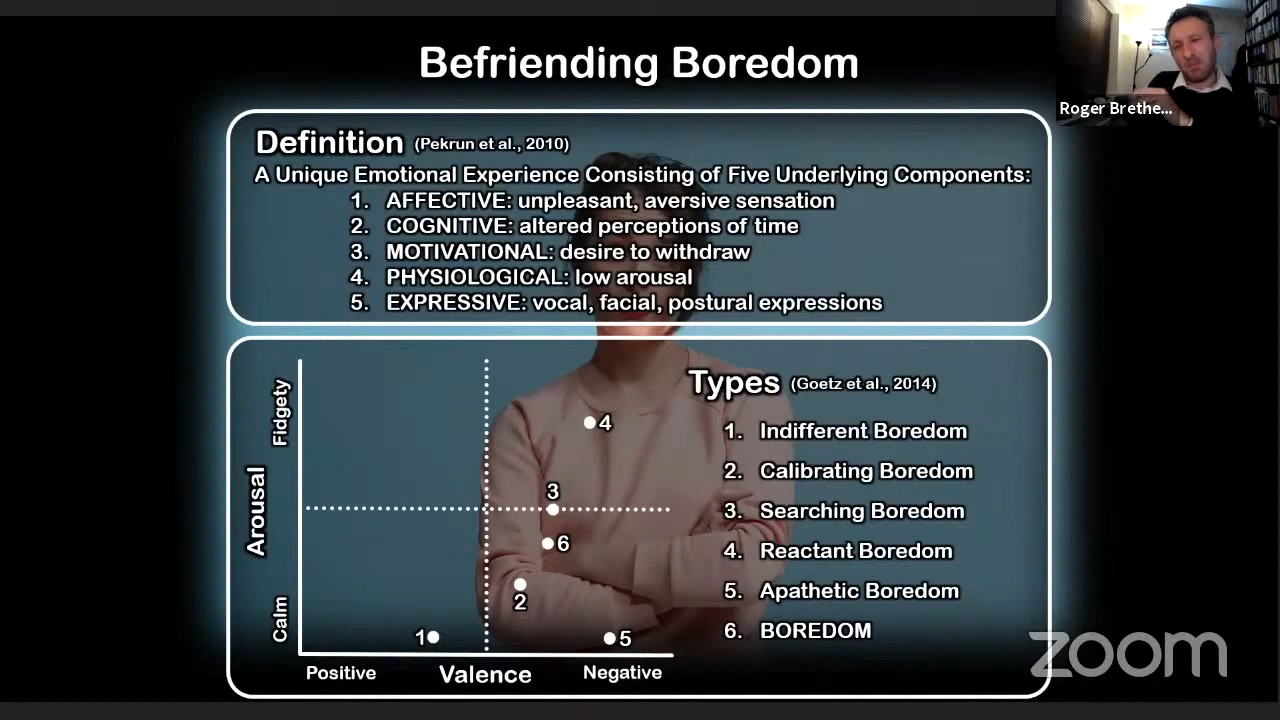 Befriending Boredom
Roger Brethe...
Definition (Pekrun et al., 2010)
A Unique Emotional Experience Consisting of Five Underlying Components:
1. AFFECTIVE: unpleasant, aversive sensation
2. COGNITIVE: altered perceptions of time
3. MOTIVATIONAL: desire to withdraw
4. PHYSIOLOGICAL: low arousal
5. EXPRESSIVE: vocal, facial, postural expressions
Fidgety
Arousal
Calm
4
3
6
2
1
5
Positive
Valence
Negative
Types (Goetz et al., 2014)
1. Indifferent Boredom
2. Calibrating Boredom
3. Searching Boredom
4. Reactant Boredom
5. Apathetic Boredom
6. BOREDOM
zoom